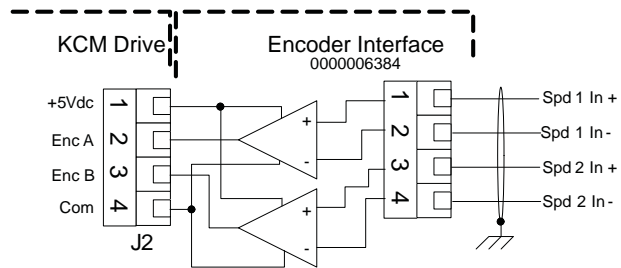 KCM Drive
Encoder Interface
0000006384
+5Vdc 1
Enc A 2
Enc B 3
Com 4
J2
+
-
+
-
1 Spd 1 In +
2 Spd 1 In -
3 Spd 2 In +
4 Spd 2 In -